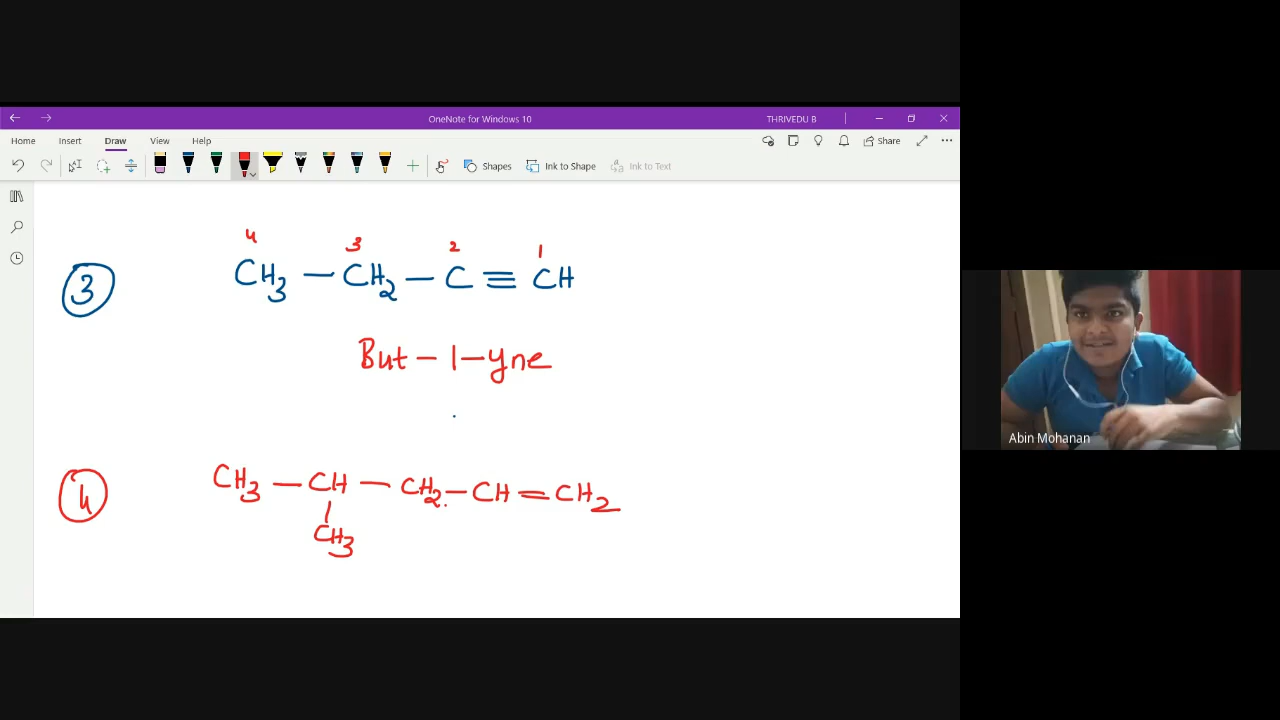 OneNote for Windows 10
THRIVEDU B
Home Insert Draw View Help
Share
Shapes Ink to Shape Ink to Text
4 3 2 1
3 CH3 — CH2 — C ≡ CH
But — 1 — yne
4 CH3 — CH — CH2 — CH = CH2
CH3
Abin Mohanan